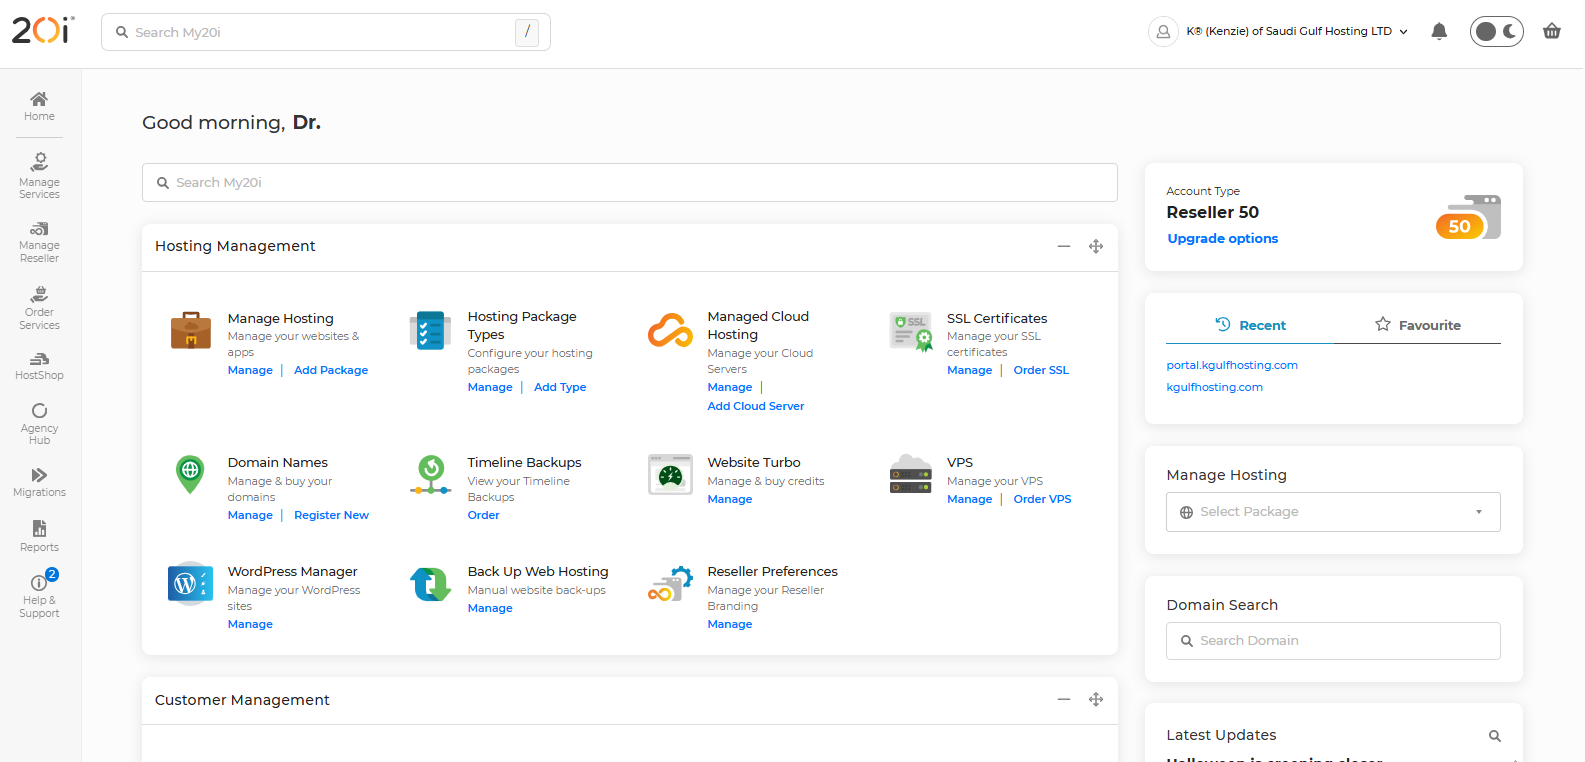 20i
Search My20i
/
K® (Kenzie) of Saudi Gulf Hosting LTD
Home
Manage
Services
Manage
Reseller
Order
Services
HostShop
Agency
Hub
Migrations
Reports
2
Help &
Support
Good morning, Dr.
Search My20i
Hosting Management
Manage Hosting
Manage your websites &
apps
Manage | Add Package
Hosting Package
Types
Configure your hosting
packages
Manage | Add Type
Managed Cloud
Hosting
Manage your Cloud
Servers
Manage |
Add Cloud Server
SSL
SSL Certificates
Manage your SSL
certificates
Manage | Order SSL
Domain Names
Manage & buy your
domains
Manage | Register New
Timeline Backups
View your Timeline
Backups
Order
Website Turbo
Manage & buy credits
Manage
VPS
Manage your VPS
Manage | Order VPS
WordPress Manager
Manage your WordPress
sites
Manage
Back Up Web Hosting
Manual website back-ups
Manage
Reseller Preferences
Manage your Reseller
Branding
Manage
Customer Management
Account Type
Reseller 50
Upgrade options
50
Recent
Favourite
portal.kgulfhosting.com
kgulfhosting.com
Manage Hosting
Select Package
Domain Search
Search Domain
Latest Updates
Halloween is creeping closer